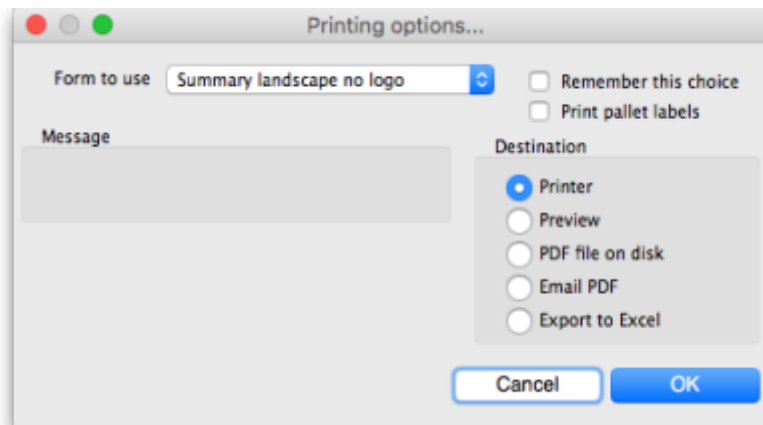 Printing options...
Form to use Summary landscape no logo
Remember this choice
Print pallet labels
Message
Destination
Printer
Preview
PDF file on disk
Email PDF
Export to Excel
Cancel OK